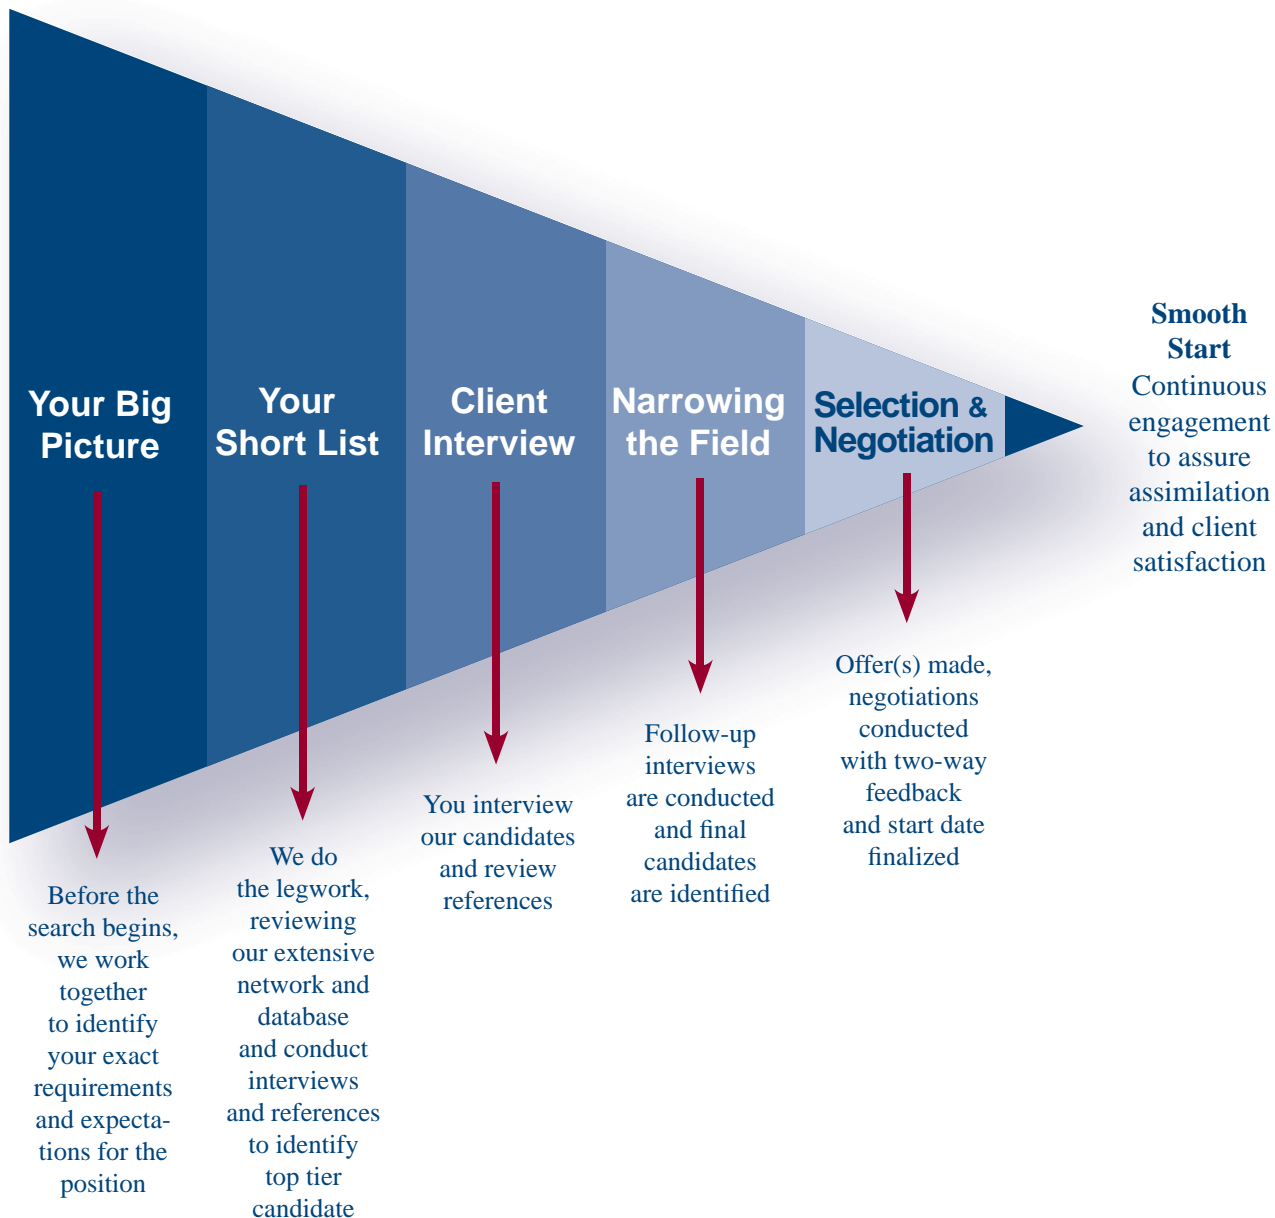 Your Big
Picture
Before the
search begins,
we work
together
to identify
your exact
requirements
and expecta-
tions for the
position
Your
Short List
We do
the legwork,
reviewing
our extensive
network and
database
and conduct
interviews
and references
to identify
top tier
candidate
Client
Interview
You interview
our candidates
and review
references
Narrowing
the Field
Follow-up
interviews
are conducted
and final
candidates
are identified
Selection &
Negotiation
Offer(s) made,
negotiations
conducted
with two-way
feedback
and start date
finalized
Smooth
Start
Continuous
engagement
to assure
assimilation
and client
satisfaction